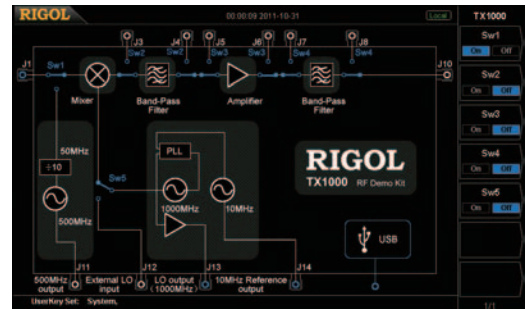 RIGOL 00:00:09 2011-10-31 Local TX1000
J3 J4 J5 J6 J7 J8
Sw2 Sw2 Sw3 Sw3 Sw4 Sw4
J1 Sw1 J10
Mixer Band-Pass Filter Amplifier Band-Pass Filter
50MHz
÷10
500MHz
Sw5
PLL
1000MHz 10MHz
RIGOL
TX1000 RF Demo Kit
USB
J11 J12 J13 J14
500MHz output External LO input LO output (1000MHz) 10MHz Reference output
UserKey Set: System,
Sw1
On Off
Sw2
On Off
Sw3
On Off
Sw4
On Off
Sw5
On Off
1/1